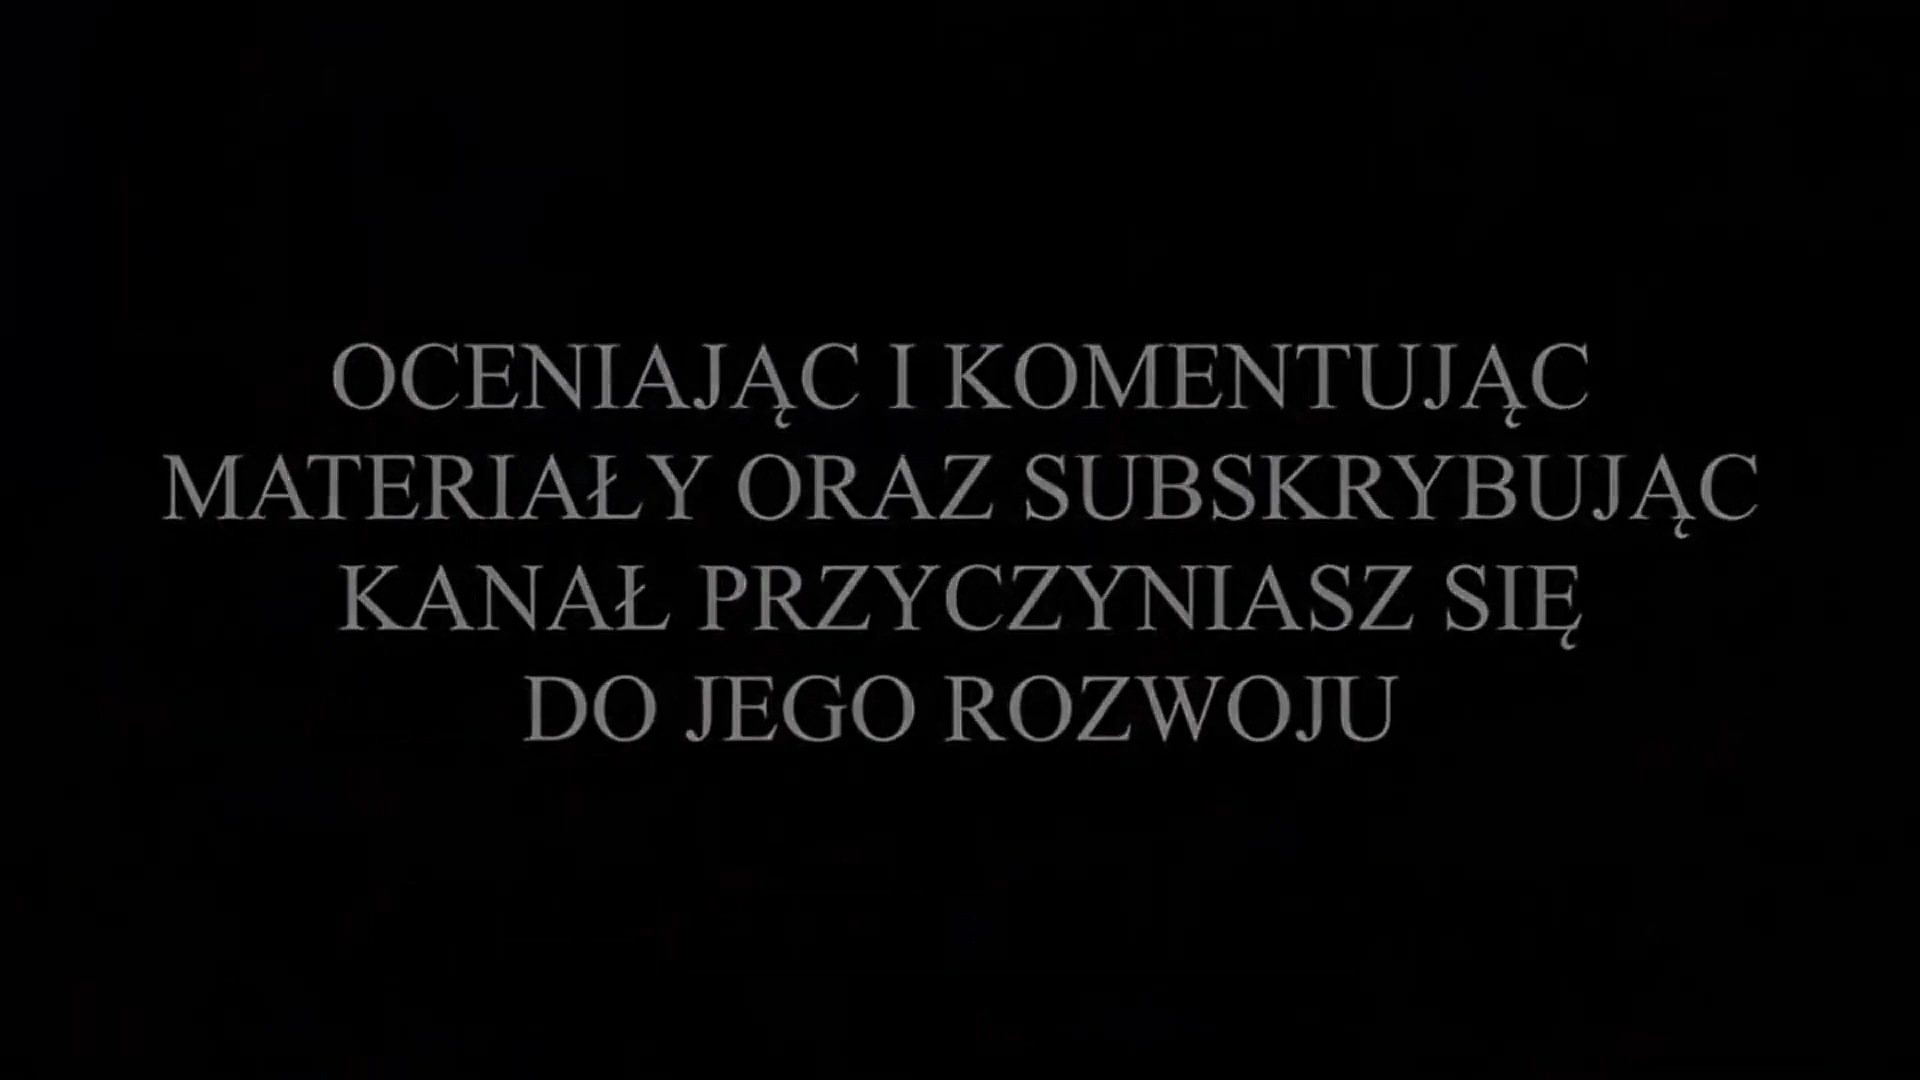 OCENIAJĄC I KOMENTUJĄC
MATERIAŁY ORAZ SUBSKRYBUJĄC
KANAŁ PRZYCZYNIASZ SIĘ
DO JEGO ROZWOJU